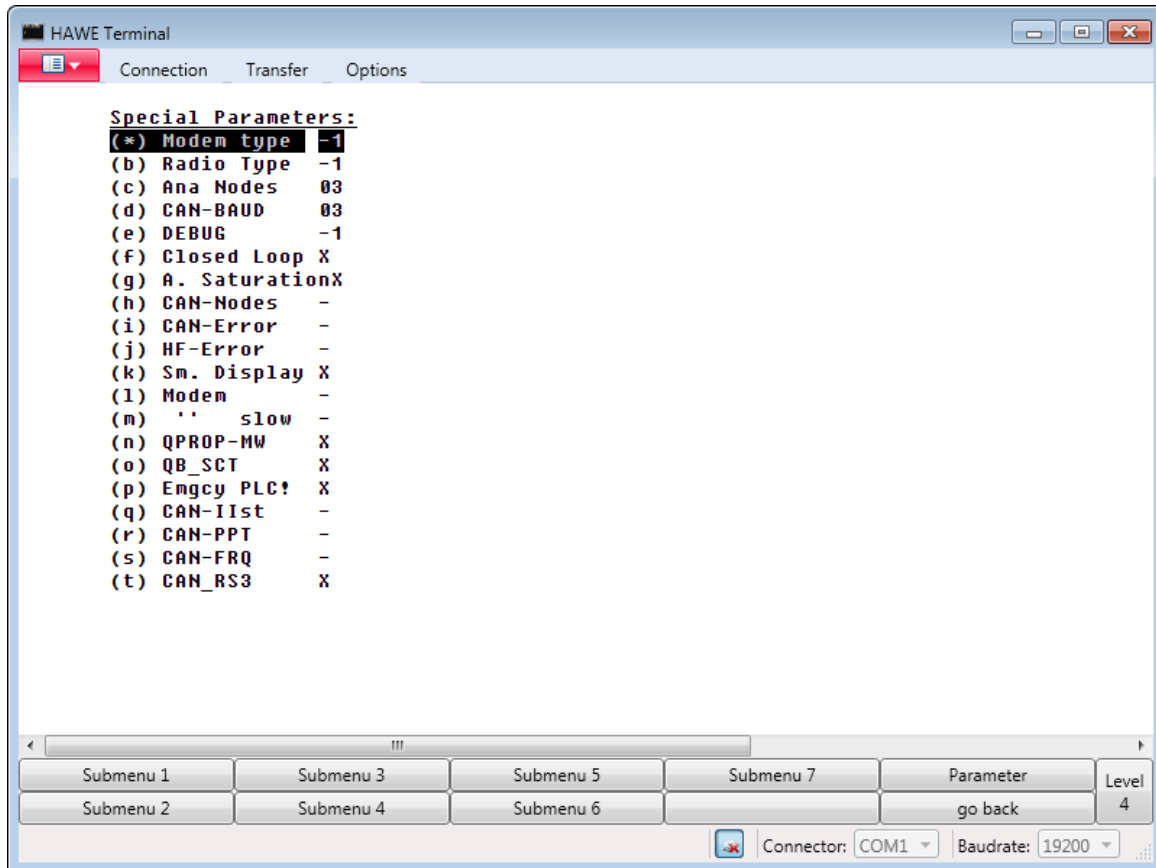 HAWE Terminal
Connection Transfer Options
Special Parameters:
(*) Modem type -1
(b) Radio Type -1
(c) Ana Nodes 03
(d) CAN-BAUD 03
(e) DEBUG -1
(f) Closed Loop X
(g) A. SaturationX
(h) CAN-Nodes -
(i) CAN-Error -
(j) HF-Error -
(k) Sm. Display X
(l) Modem -
(m) '' slow -
(n) QPROP-MW X
(o) QB_SCT X
(p) Emgcy PLC! X
(q) CAN-IIst -
(r) CAN-PPT -
(s) CAN-FRQ -
(t) CAN_RS3 X
Submenu 1 Submenu 3 Submenu 5 Submenu 7 Parameter Level
Submenu 2 Submenu 4 Submenu 6 go back 4
Connector: COM1 Baudrate: 19200